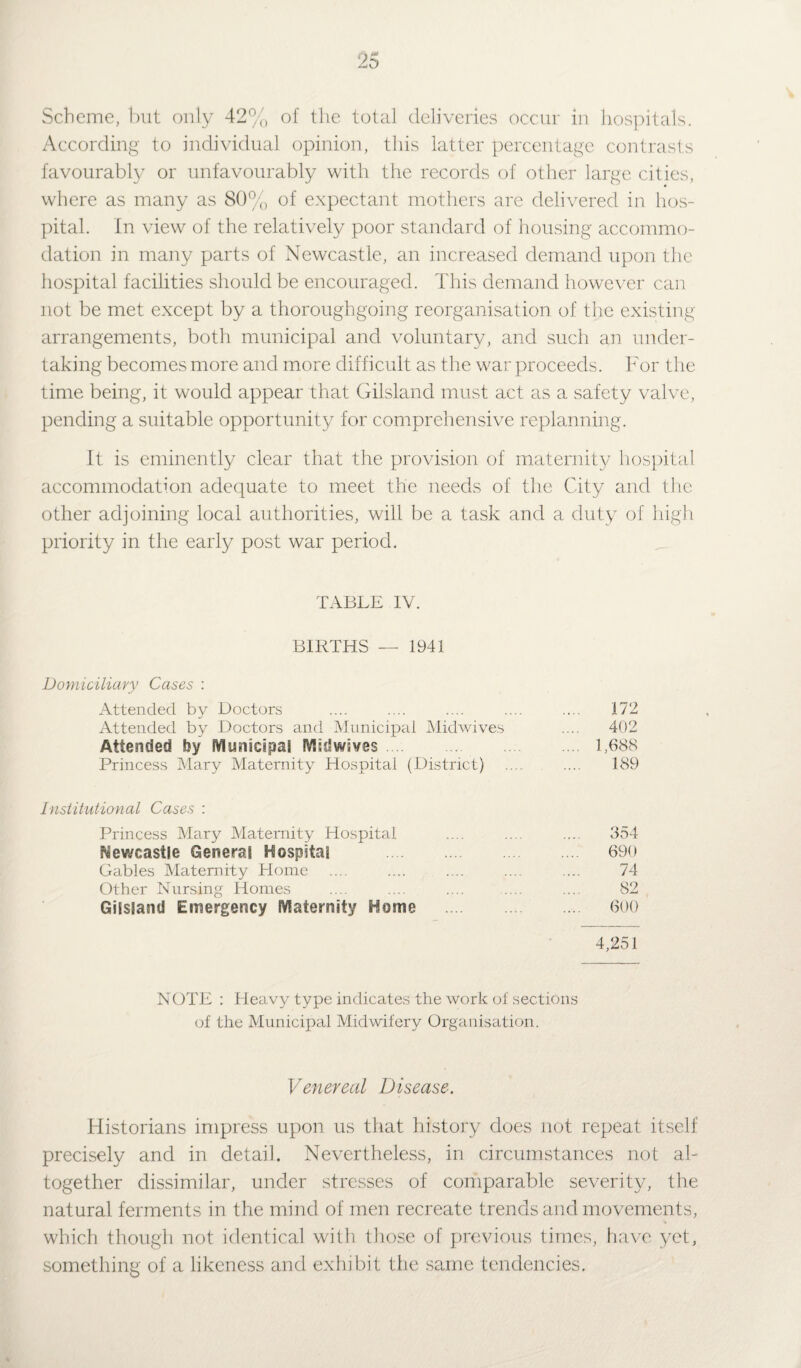 25
Scheme, but only 42% of the total deliveries occur in hospitals.
According to individual opinion, this latter percentage contrasts
favourably or unfavourably with the records of other large cities,
where as many as 80% of expectant mothers are delivered in hos-
pital. In view of the relatively poor standard of housing accommo-
dation in many parts of Newcastle, an increased demand upon the
hospital facilities should be encouraged. This demand however can
not be met except by a thoroughgoing reorganisation of the existing
arrangements, both municipal and voluntary, and such an under-
taking becomes more and more difficult as the war proceeds. For the
time being, it would appear that Gilsland must act as a safety valve,
pending a suitable opportunity for comprehensive replanning.
It is eminently clear that the provision of maternity hospital
accommodation adequate to meet the needs of the City and the
other adjoining local authorities, will be a task and a duty of high
priority in the early post war period.
TABLE IV.
BIRTHS — 1941
Domiciliary Cases :
Attended by Doctors .... .... .... .... .... 172
Attended by Doctors and Municipal Midwives .... 402
Attended by Municipal Midwives .... .... .... .... 1,688
Princess Mary Maternity Hospital (District) .... .... 189
Institutional Cases :
Princess Mary Maternity Hospital .... .... .... 354
Newcastle General Hospital .... .... .... .... 690
Gables Maternity Home .... .... .... .... .... 74
Other Nursing Homes .... .... .... .... .... 82
Gilsland Emergency Maternity Home .... .... .... 600
4,251
NOTE : Heavy type indicates the work of sections
of the Municipal Midwifery Organisation.
Venereal Disease.
Historians impress upon us that history does not repeat itself
precisely and in detail. Nevertheless, in circumstances not al-
together dissimilar, under stresses of comparable severity, the
natural ferments in the mind of men recreate trends and movements,
which though not identical with those of previous times, have yet,
something of a likeness and exhibit the same tendencies.